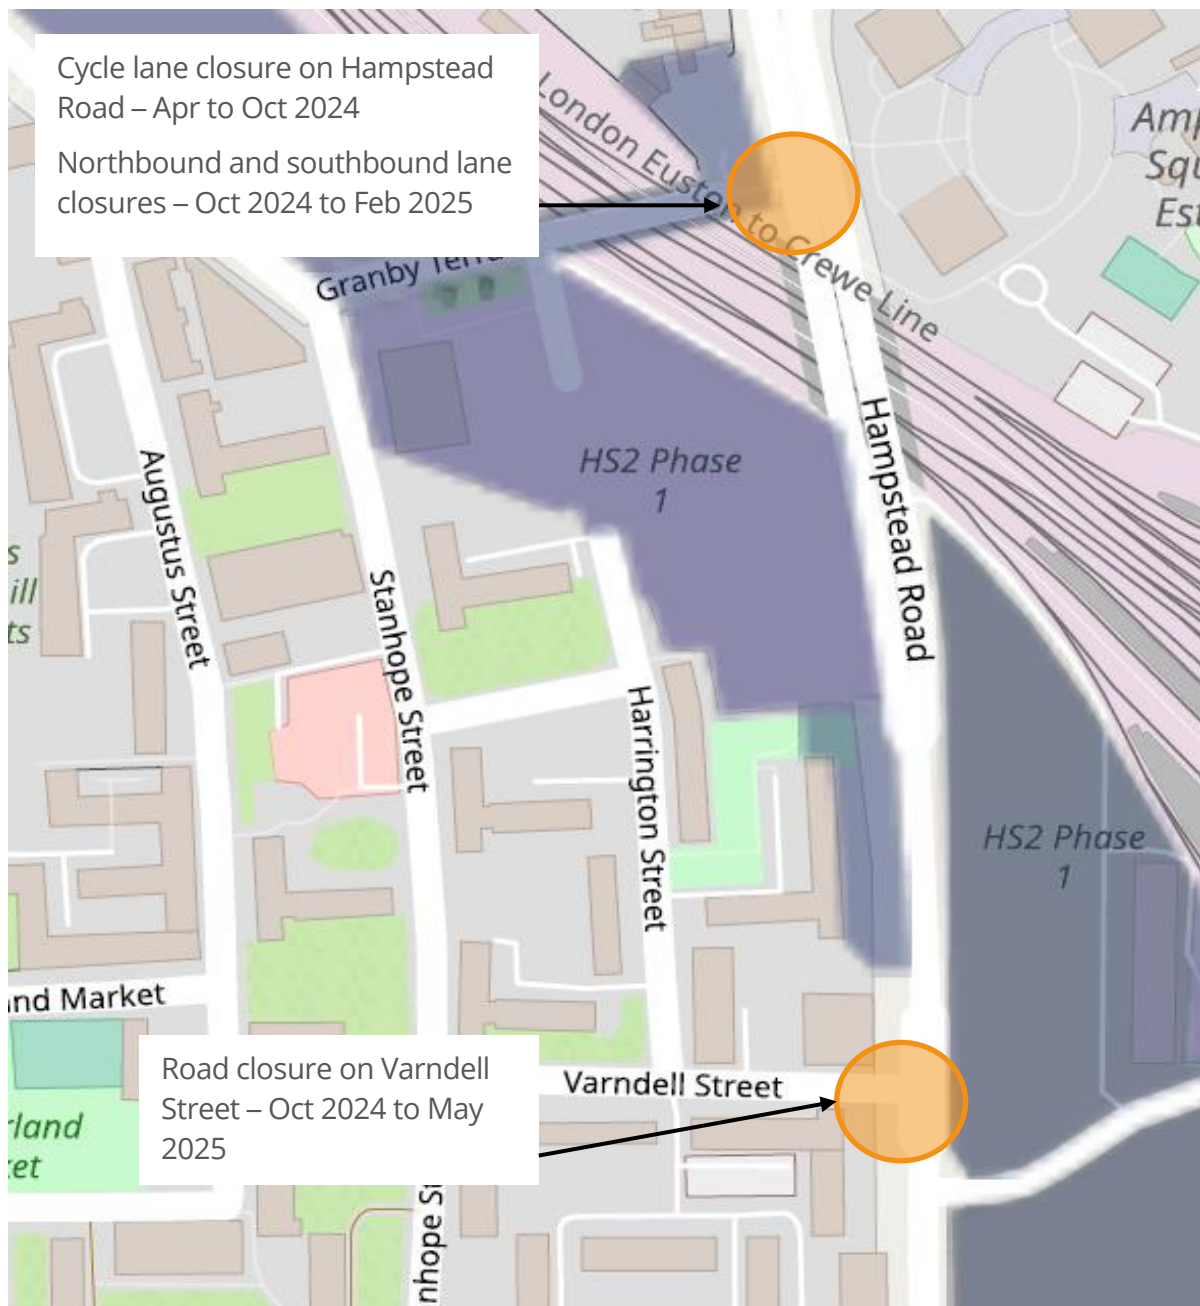 Cycle lane closure on Hampstead
Road – Apr to Oct 2024
Northbound and southbound lane
closures – Oct 2024 to Feb 2025
London Euston to Crewe Line
Granby
HS2 Phase
1
Hampstead Road
Augustus Street
Stanhope Street
Harrington Street
HS2 Phase
1
Market
Varndell Street
Road closure on Varndell
Street – Oct 2024 to May
2025